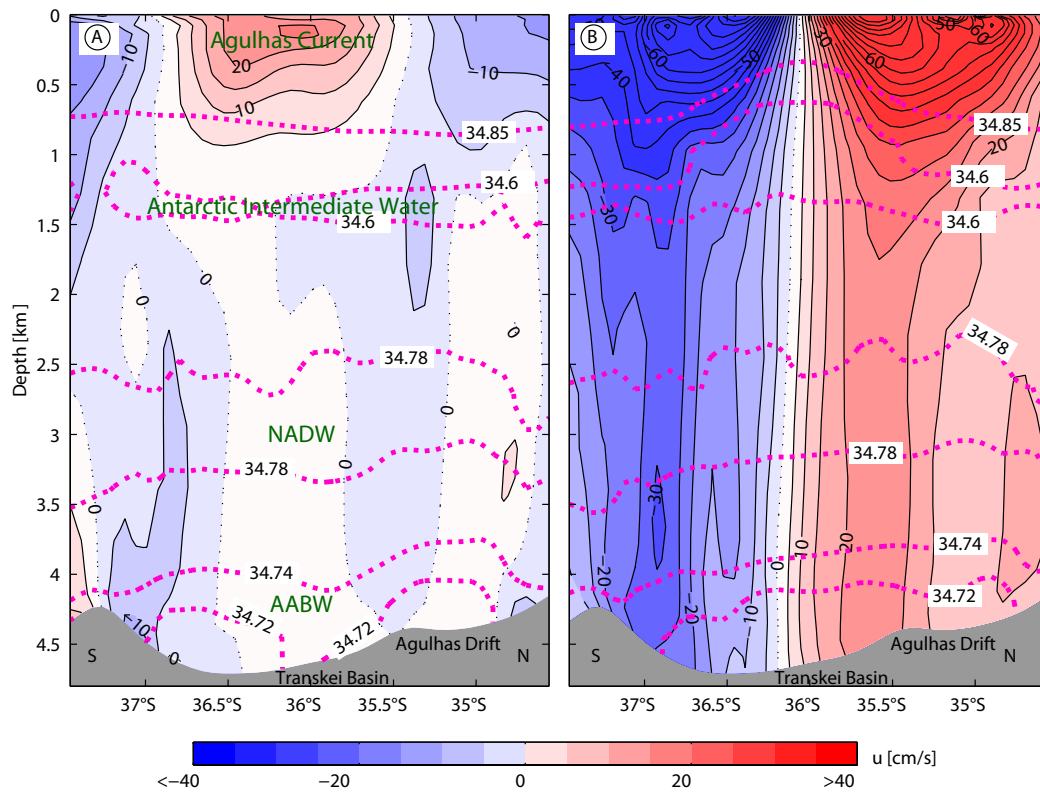 A
B
0
0.5
1
1.5
2
2.5
3
3.5
4
4.5
Depth [km]
Agulhas Current
−10
20
10
−10
34.85
34.6
Antarctic Intermediate Water
34.6
0
0
0
34.78
0
NADW
34.78
0
0
34.74
AABW
34.72
34.72
←10
0
S
Agulhas Drift
N
Transkei Basin
37°S
36.5°S
36°S
35.5°S
35°S
−40
−60
−50
30
−60
50
60
34.85
20
34.6
−30
34.6
34.78
34.78
−30
34.74
10
20
0
−20
34.72
−20
−10
S
Agulhas Drift
N
Transkei Basin
37°S
36.5°S
36°S
35.5°S
35°S
u [cm/s]
<−40
−20
0
20
>40